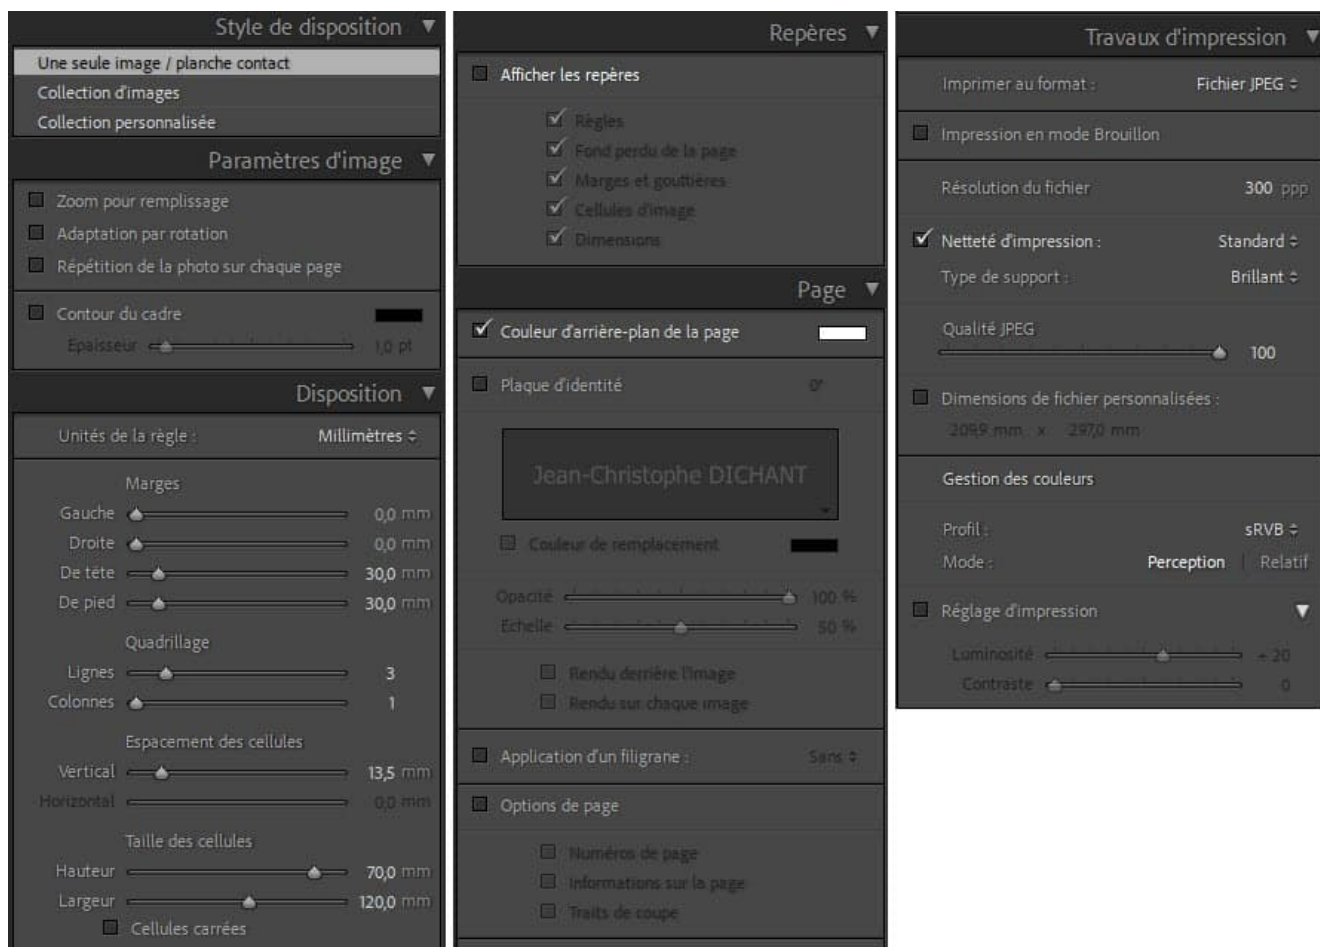 Style de disposition ▼
Une seule image / planche contact
Collection d'images
Collection personnalisée
Paramètres d'image ▼
Zoom pour remplissage
Adaptation par rotation
Répétition de la photo sur chaque page
Contour du cadre
Epaisseur 1,0 pt
Disposition ▼
Unités de la règle : Millimètres
Marges
Gauche 0,0 mm
Droite 0,0 mm
De tête 30,0 mm
De pied 30,0 mm
Quadrillage
Lignes 3
Colonnes 1
Espacement des cellules
Vertical 13,5 mm
Horizontal 0,0 mm
Taille des cellules
Hauteur 70,0 mm
Largeur 120,0 mm
Cellules carrées
Repères ▼
Afficher les repères
Règles
Fond perdu de la page
Marges et gouttières
Cellules d'image
Dimensions
Page ▼
Couleur d'arrière-plan de la page
Plaque d'identité 0°
Jean-Christophe DICHANT
Couleur de remplacement
Opacité 100 %
Echelle 50 %
Rendu derrière l'image
Rendu sur chaque image
Application d'un filigrane : Sans
Options de page
Numéros de page
Informations sur la page
Traits de coupe
Travaux d'impression ▼
Imprimer au format : Fichier JPEG
Impression en mode Brouillon
Résolution du fichier 300 ppp
Netteté d'impression : Standard
Type de support : Brillant
Qualité JPEG
100
Dimensions de fichier personnalisées :
209,9 mm x 297,0 mm
Gestion des couleurs
Profil : sRVB
Mode : Perception Relatif
Réglage d'impression ▼
Luminosité + 20
Contraste 0